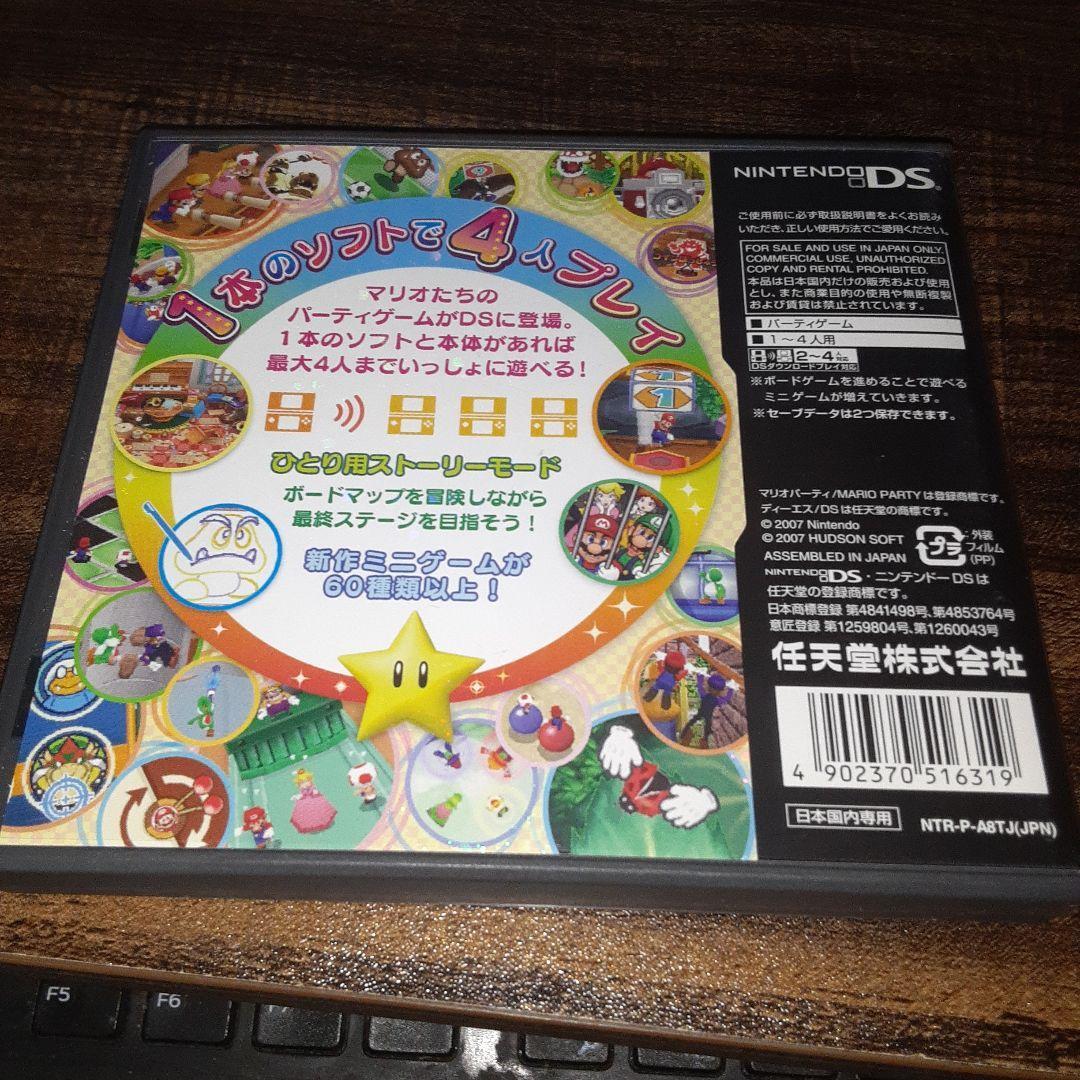 1本のソフトで4人プレイ
マリオたちの
パーティゲームがDSに登場。
1本のソフトと本体があれば
最大4人までいっしょに遊べる!
ひとり用ストーリーモード
ボードマップを冒険しながら
最終ステージを目指そう!
新作ミニゲームが
60種類以上!
1
NINTENDO DS®
ご使用前に必ず取扱説明書をよくお読み
いただき、正しい使用方法でご愛用ください。
FOR SALE AND USE IN JAPAN ONLY.
COMMERCIAL USE, UNAUTHORIZED
COPY AND RENTAL PROHIBITED.
本品は日本国内だけの販売および使用
とし、また商業目的の使用や無断複製
および賃貸は禁止されています。
■ パーティゲーム
■ 1~4人用
2~4人対応
DSダウンロードプレイ対応
※ボードゲームを進めることで遊べる
ミニゲームが増えていきます。
※セーブデータは2つ保存できます。
マリオパーティ/MARIO PARTY は登録商標です。
ディーエス/DS は任天堂の商標です。
© 2007 Nintendo
© 2007 HUDSON SOFT
ASSEMBLED IN JAPAN
プラ
外装
フィルム
(PP)
NINTENDO DS・ニンテンドー DS は
任天堂の登録商標です。
日本商標登録 第4841498号、第4853764号
意匠登録 第1259804号、第1260043号
任天堂株式会社
4 902370 516319
日本国内専用
NTR-P-A8TJ(JPN)
F5
F6